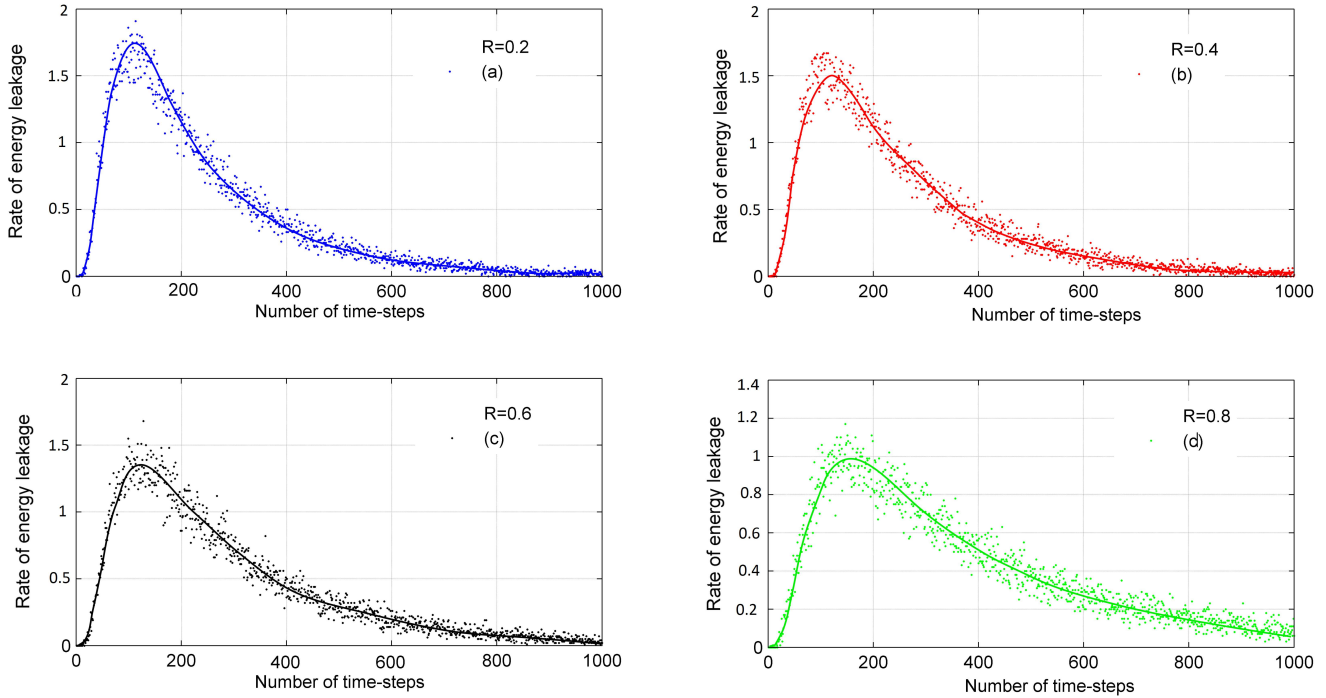 2
1.5
1
0.5
0
Rate of energy leakage
R=0.2
(a)
0 200 400 600 800 1000
Number of time-steps
2
1.5
1
0.5
0
Rate of energy leakage
R=0.4
(b)
0 200 400 600 800 1000
Number of time-steps
2
1.5
1
0.5
0
Rate of energy leakage
R=0.6
(c)
0 200 400 600 800 1000
Number of time-steps
1.4
1.2
1
0.8
0.6
0.4
0.2
0
Rate of energy leakage
R=0.8
(d)
0 200 400 600 800 1000
Number of time-steps